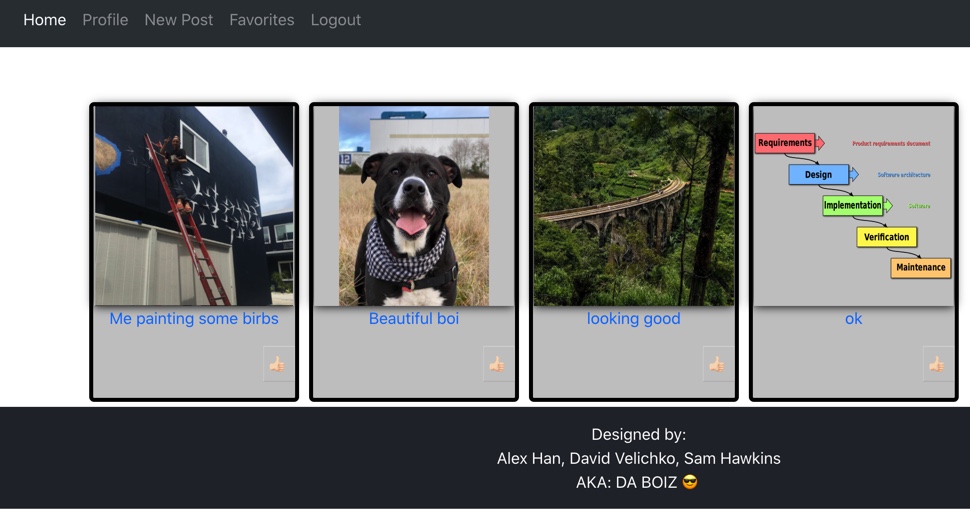 Home Profile New Post Favorites Logout
12
Requirements
Product requirements document
Design
Software architecture
Implementation
Software
Verification
Maintenance
Me painting some birbs
Beautiful boi
looking good
ok
Designed by:
Alex Han, David Velichko, Sam Hawkins
AKA: DA BOIZ 😎